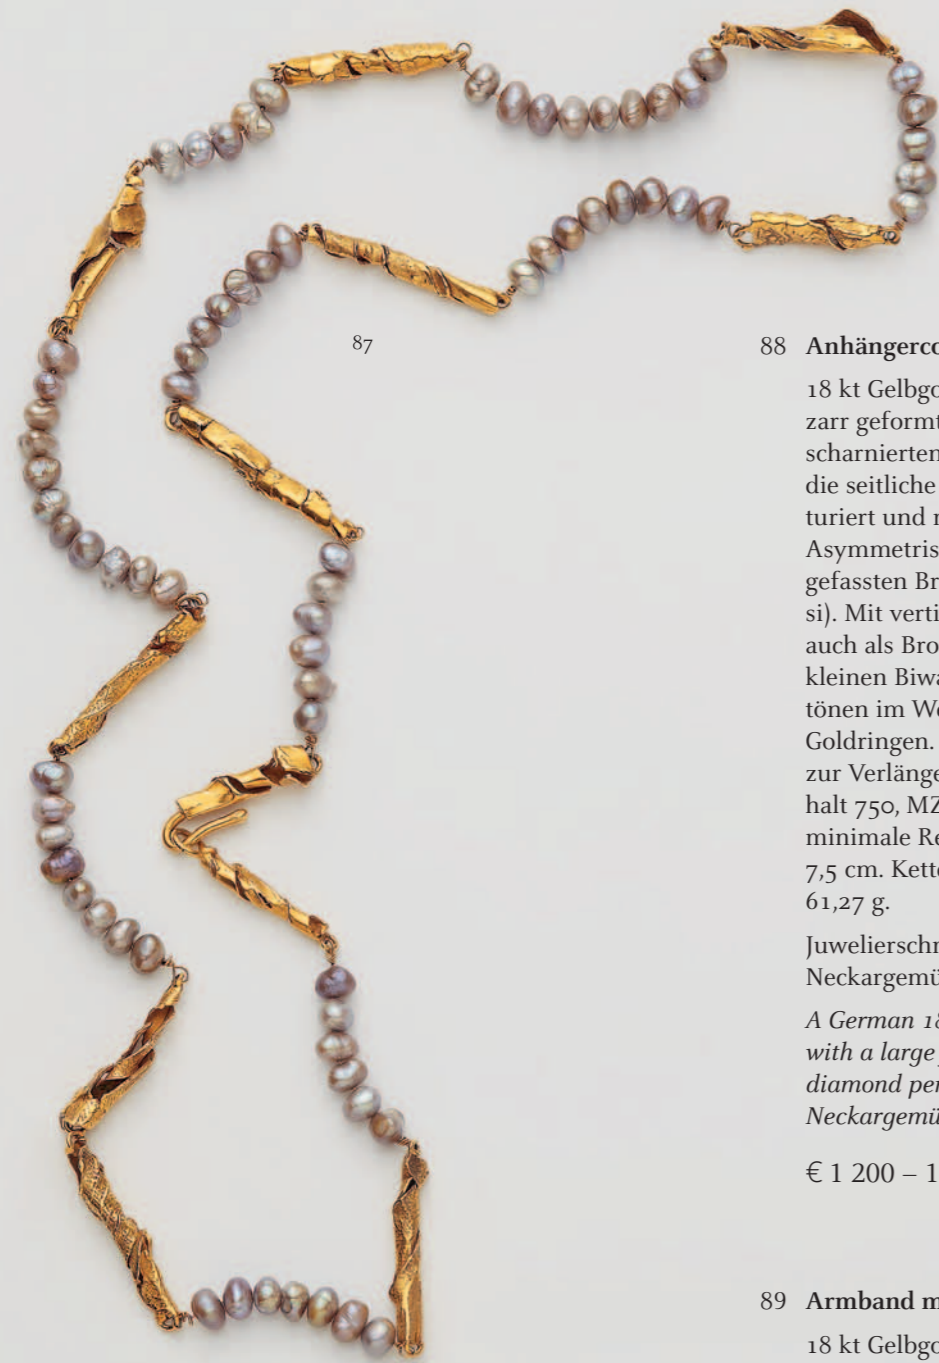 87
88 Anhängerco
18 kt Gelbgo
zarr geformt
scharnierten
die seitliche
turiert und m
Asymmetris
gefassten Br
si). Mit verti
auch als Bro
kleinen Biwa
tönen im We
Goldringen.
zur Verlänge
halt 750, MZ
minimale Re
7,5 cm. Kette
61,27 g.
Juwelierschm
Neckargemü
A German 18
with a large
diamond pen
Neckargemü
€ 1 200 – 1
89 Armband m
18 kt Gelbgo